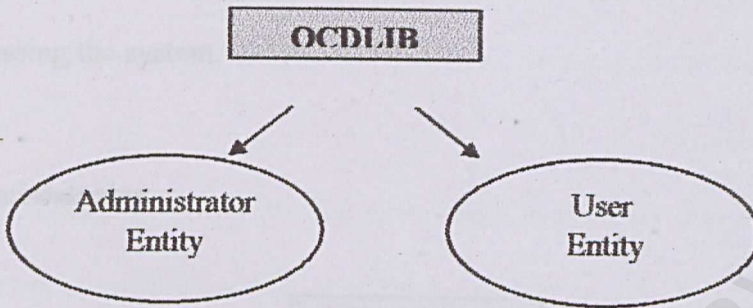 OCDLIB
Administrator
Entity
User
Entity